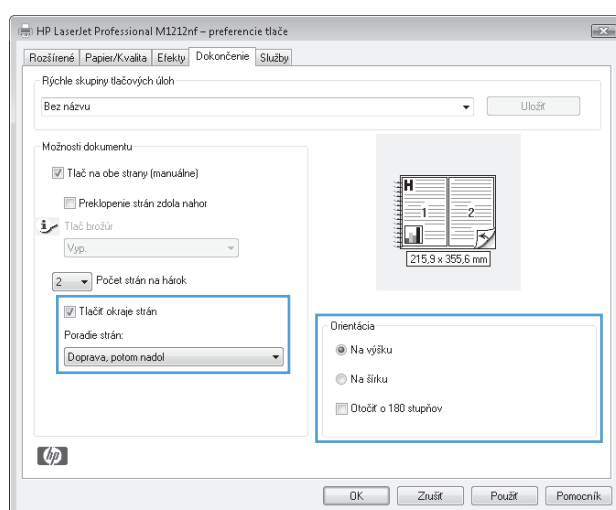 HP LaserJet Professional M1212nf – preferencie tlače
Rozšírené Papier/Kvalita Efekty Dokončenie Služby
Rýchle skupiny tlačových úloh
Bez názvu
Uložiť
Možnosti dokumentu
Tlač na obe strany (manuálne)
Preklopenie strán zdola nahor
Tlač brožúr
Vyp.
2 Počet strán na hárok
Tlačiť okraje strán
Poradie strán:
Doprava, potom nadol
H
1 2
215,9 x 355,6 mm
Orientácia
Na výšku
Na šírku
Otočiť o 180 stupňov
hp
OK Zrušiť Použiť Pomocník